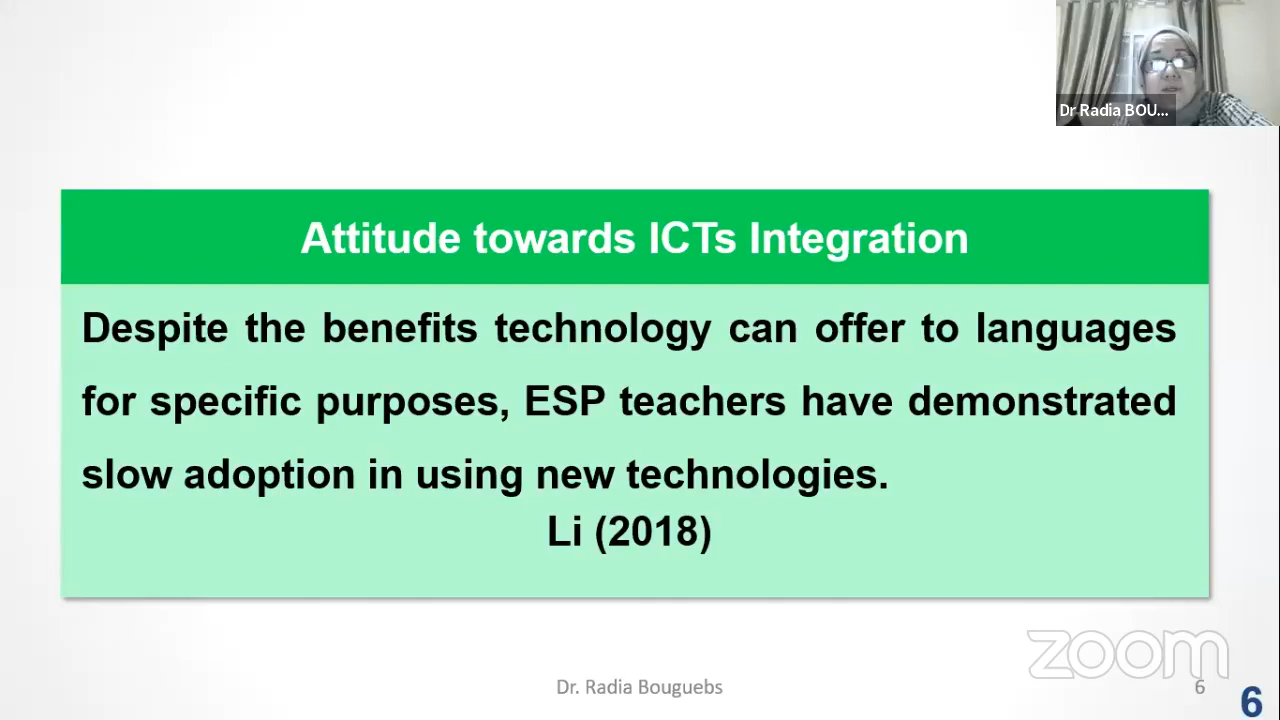 Dr Radia BOU...
Attitude towards ICTs Integration
Despite the benefits technology can offer to languages
for specific purposes, ESP teachers have demonstrated
slow adoption in using new technologies.
Li (2018)
zoom
Dr. Radia Bouguebs
6
6